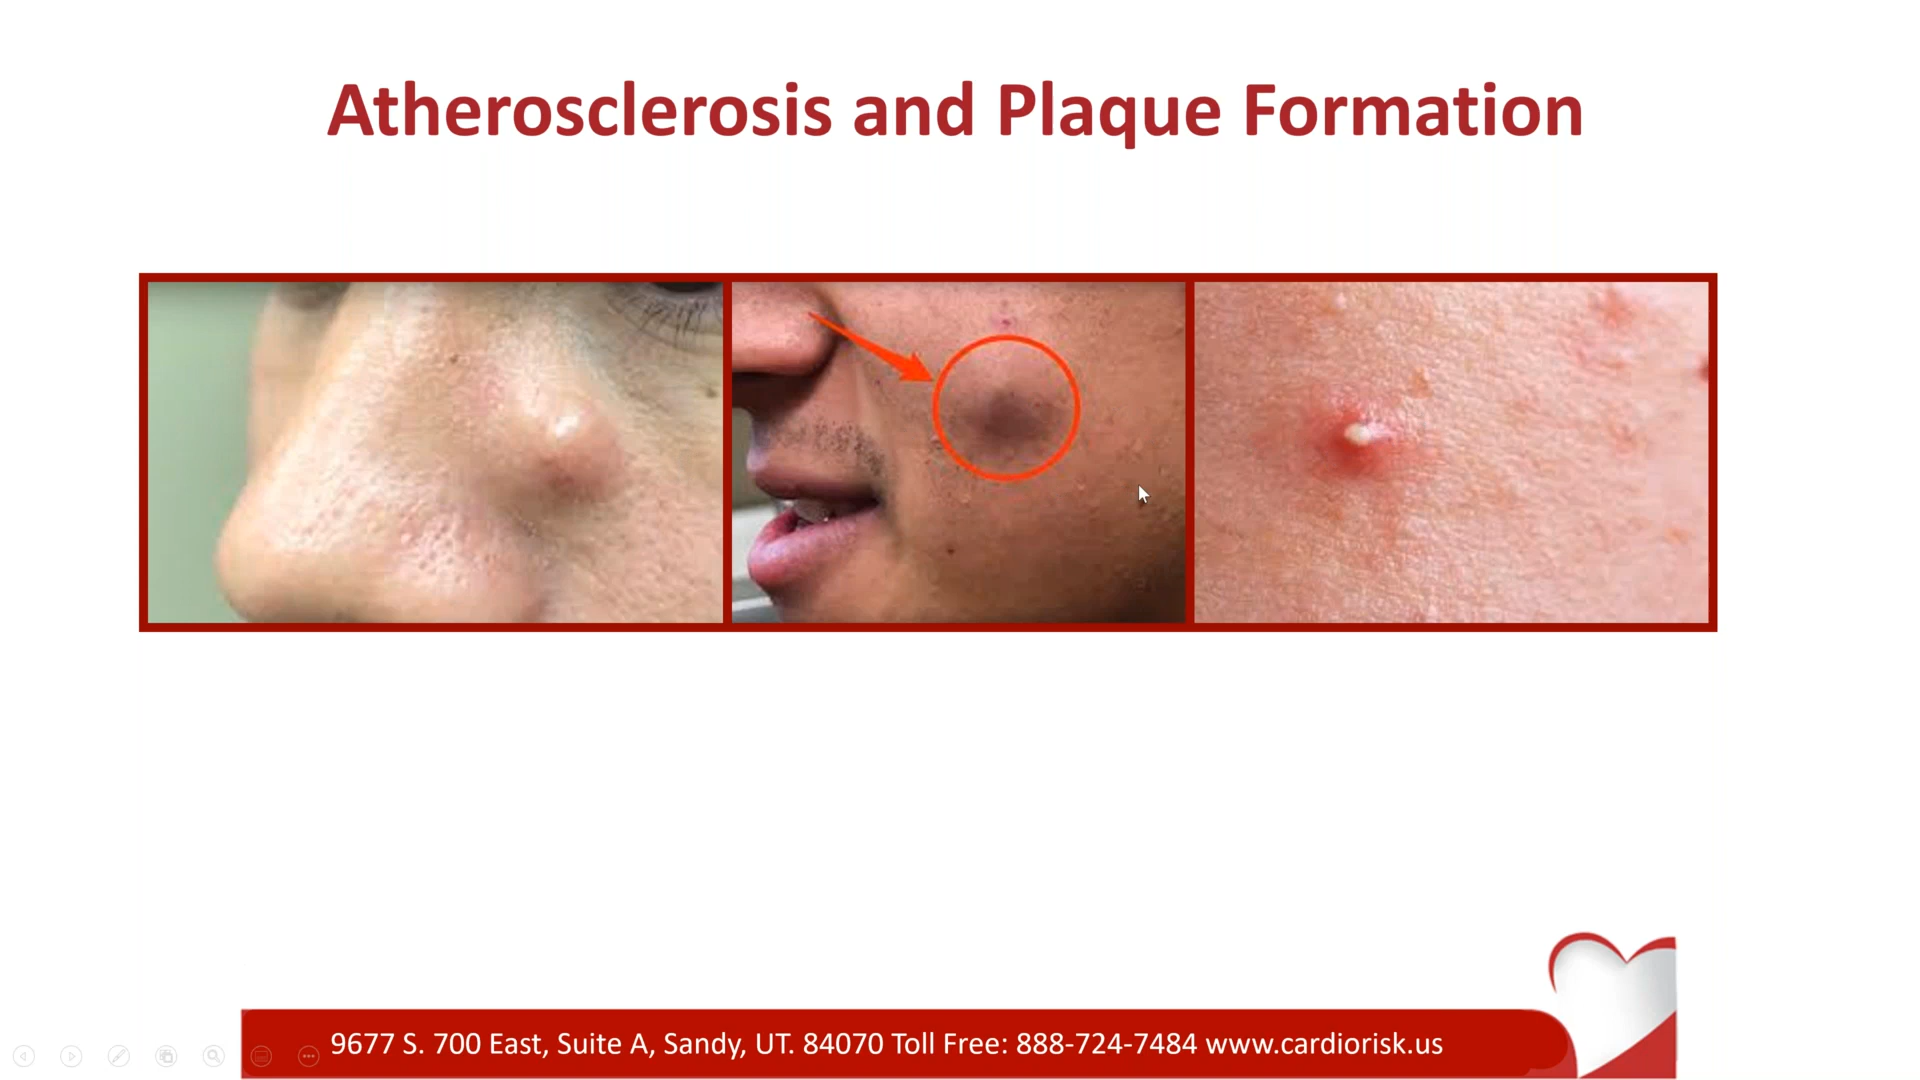 Atherosclerosis and Plaque Formation
9677 S. 700 East, Suite A, Sandy, UT. 84070 Toll Free: 888-724-7484 www.cardiorisk.us